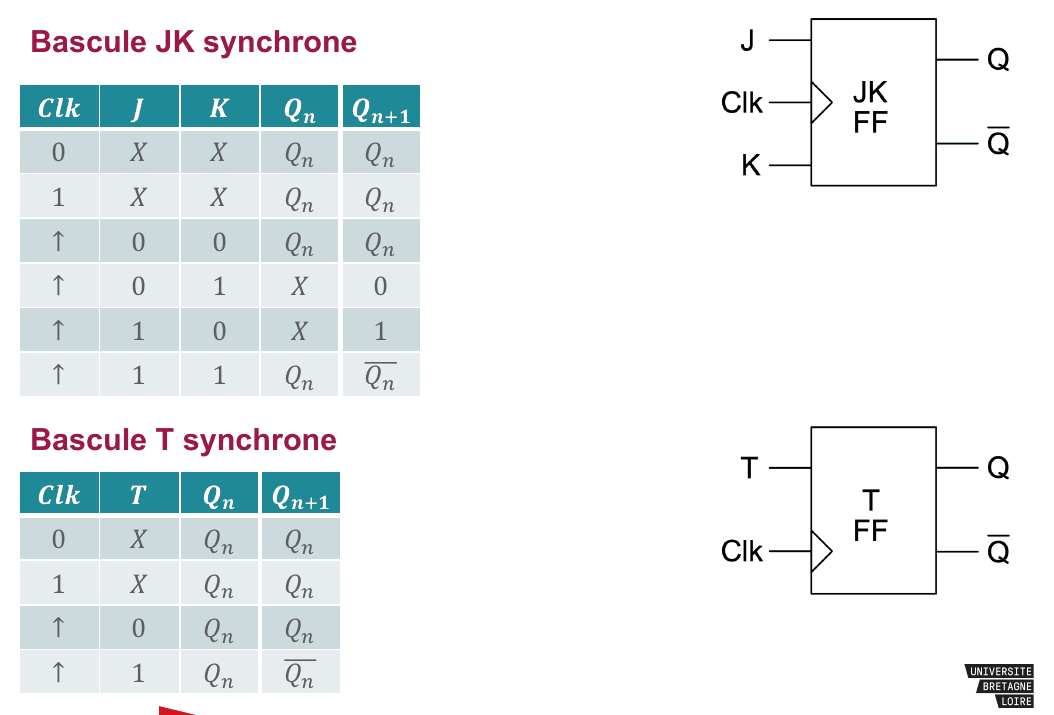 Bascule JK synchrone
Clk J K Qₙ Qₙ₊₁
0 X X Qₙ Qₙ
1 X X Qₙ Qₙ
↑ 0 0 Qₙ Qₙ
↑ 0 1 X 0
↑ 1 0 X 1
↑ 1 1 Qₙ Q̅ₙ
J
Clk
K
JK
FF
Q
Q̅
Bascule T synchrone
Clk T Qₙ Qₙ₊₁
0 X Qₙ Qₙ
1 X Qₙ Qₙ
↑ 0 Qₙ Qₙ
↑ 1 Qₙ Q̅ₙ
T
Clk
T
FF
Q
Q̅
UNIVERSITE
BRETAGNE
LOIRE